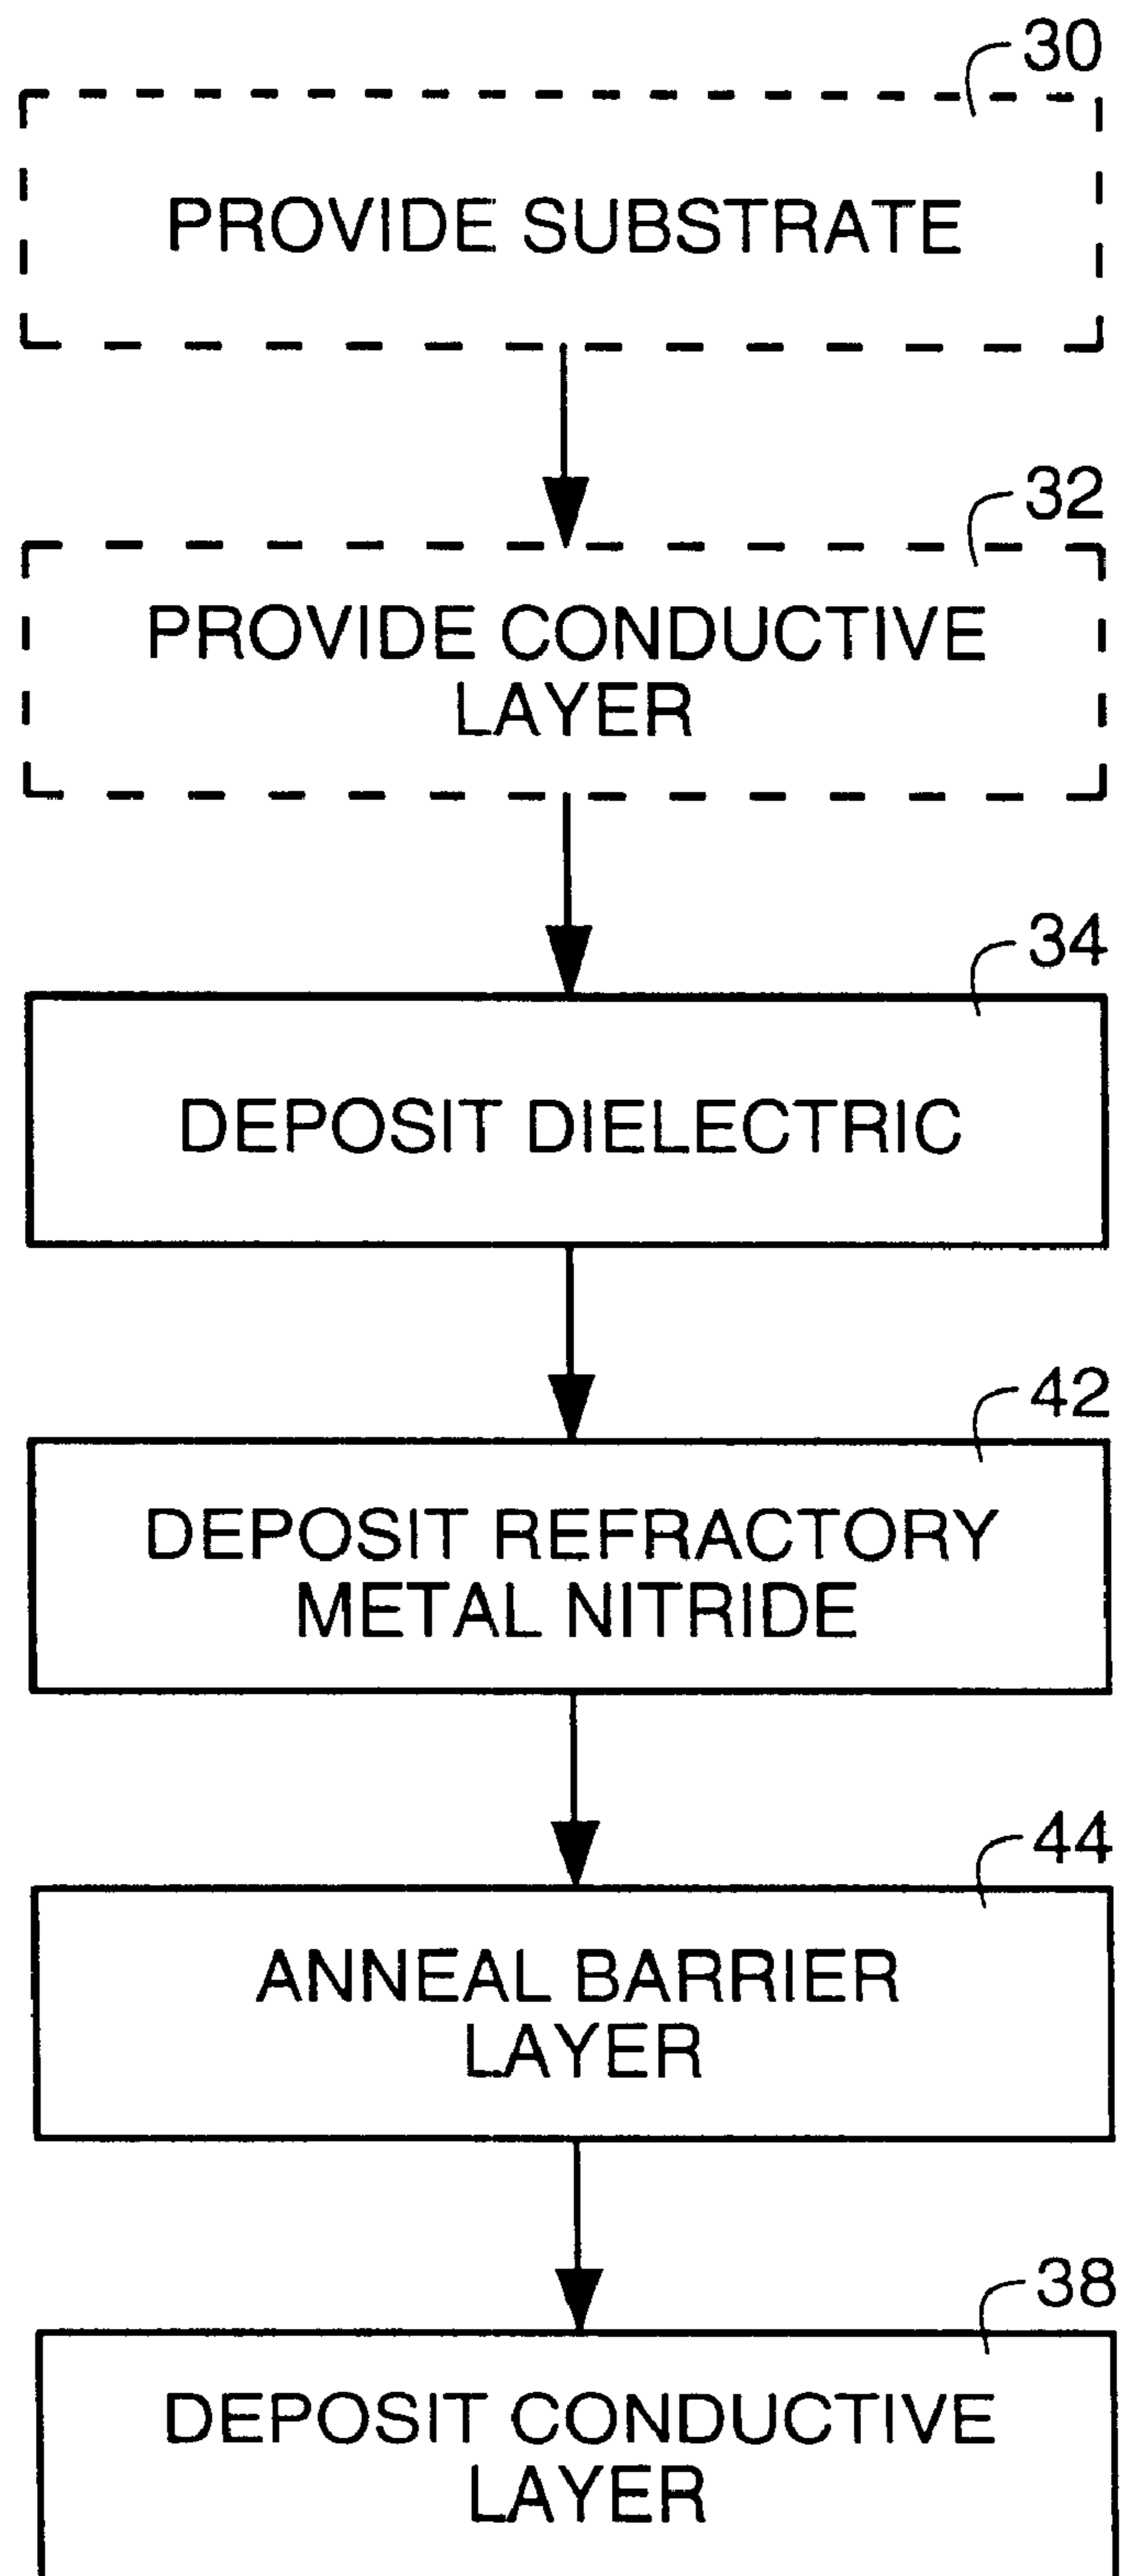 30
PROVIDE SUBSTRATE
32
PROVIDE CONDUCTIVE
LAYER
34
DEPOSIT DIELECTRIC
42
DEPOSIT REFRACTORY
METAL NITRIDE
44
ANNEAL BARRIER
LAYER
38
DEPOSIT CONDUCTIVE
LAYER